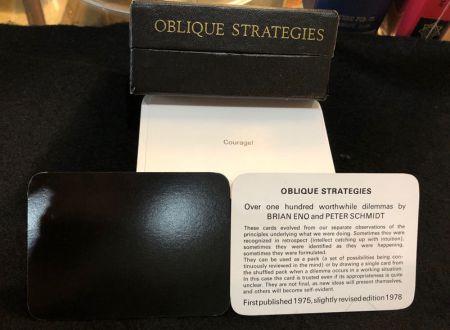 OBLIQUE STRATEGIES
Courage!
OBLIQUE STRATEGIES
Over one hundred worthwhile dilemmas by
BRIAN ENO and PETER SCHMIDT
These cards evolved from our separate observations of the
principles underlying what we were doing. Sometimes they were
recognized in retrospect (intellect catching up with intuition),
sometimes they were identified as they were happening,
sometimes they were formulated.
They can be used as a pack (a set of possibilities being con-
tinuously reviewed in the mind) or by drawing a single card from
the shuffled pack when a dilemma occurs in a working situation.
In this case the card is trusted even if its appropriateness is quite
unclear. They are not final, as new ideas will present themselves,
and others will become self-evident.
First published 1975, slightly revised edition 1978